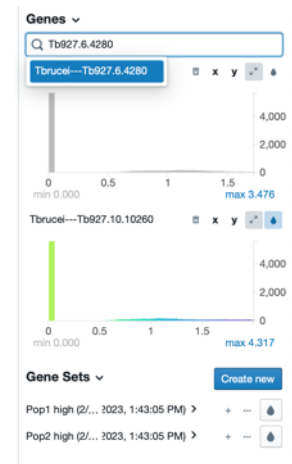 Genes
Tb927.6.4280
Tbrucei---Tb927.6.4280 x y
4,000
2,000
0
0 0.5 1 1.5
min 0.000 max 3.476
Tbrucei---Tb927.10.10260 x y
4,000
2,000
0
0 0.5 1 1.5
min 0.000 max 4.317
Gene Sets Create new
Pop1 high (2/... 2023, 1:43:05 PM) > + ...
Pop2 high (2/... 2023, 1:43:05 PM) > + ...